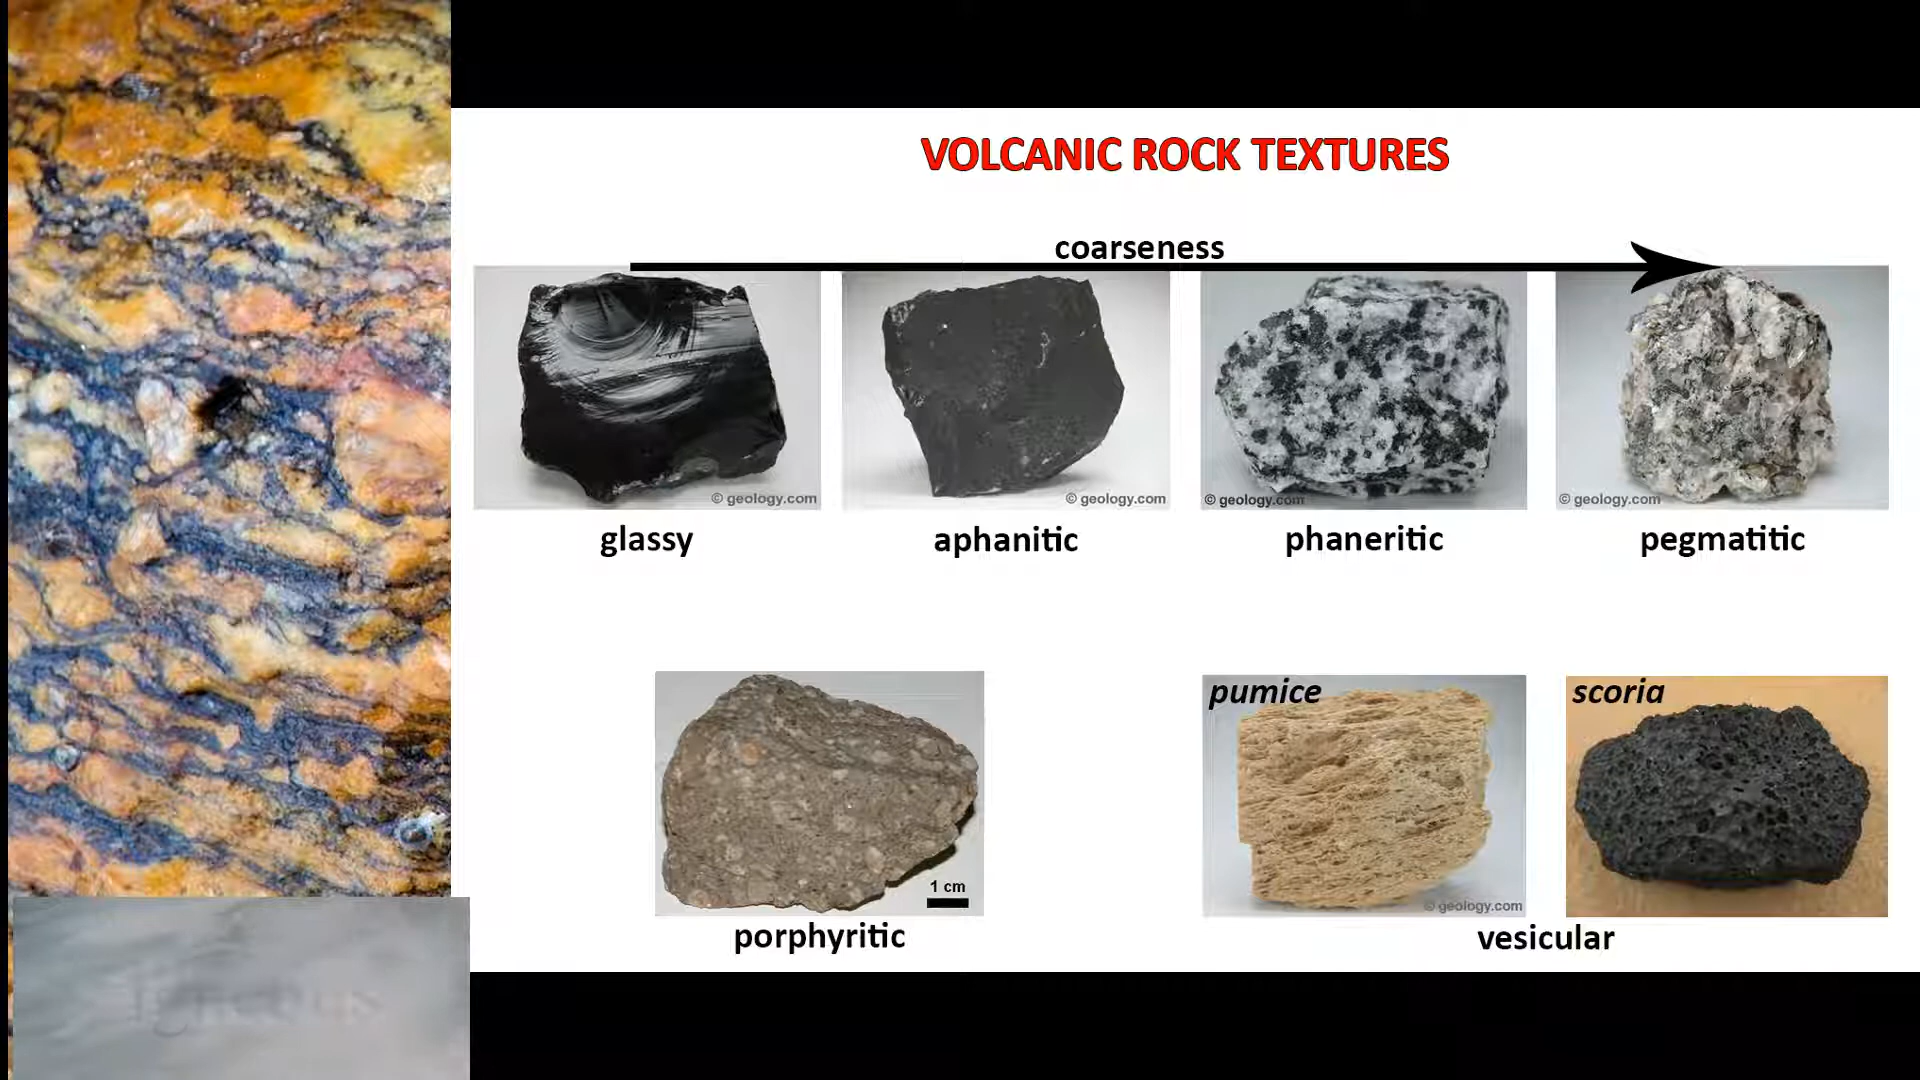 VOLCANIC ROCK TEXTURES
coarseness
© geology.com
© geology.com
© geology.com
© geology.com
glassy
aphanitic
phaneritic
pegmatitic
pumice
scoria
1 cm
© geology.com
porphyritic
vesicular